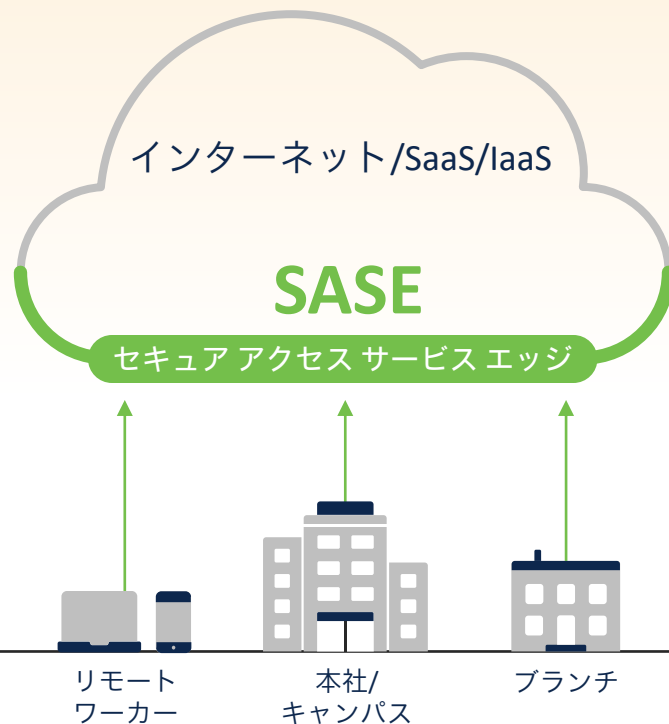 インターネット/SaaS/IaaS
SASE
セキュア アクセス サービス エッジ
リモート
ワーカー
本社/
キャンパス
ブランチ